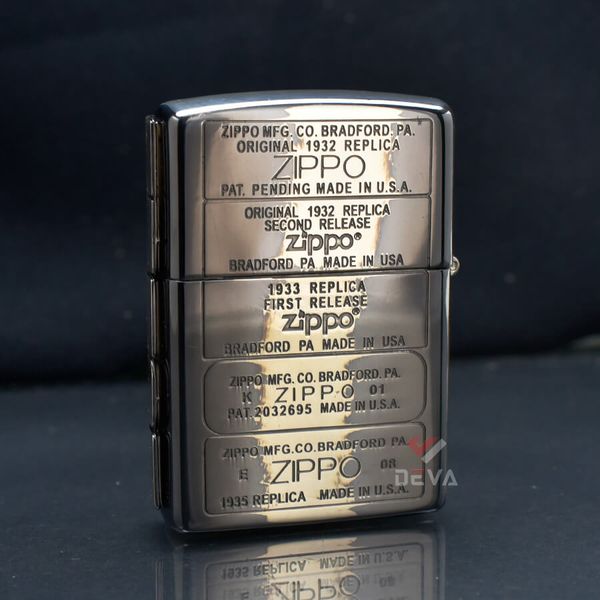 ZIPPO MFG. CO. BRADFORD. PA.
ORIGINAL 1932 REPLICA
ZIPPO
PAT. PENDING MADE IN U.S.A.
ORIGINAL 1932 REPLICA
SECOND RELEASE
zippo®
BRADFORD PA MADE IN USA
1933 REPLICA
FIRST RELEASE
zippo®
BRADFORD PA MADE IN USA
ZIPPO MFG. CO. BRADFORD. PA.
K ZIPPO 01
PAT. 2032695 MADE IN U.S.A.
ZIPPO MFG.CO.BRADFORD PA.
E ZIPPO 08
1935 REPLICA MADE IN U.S.A.
DEVA